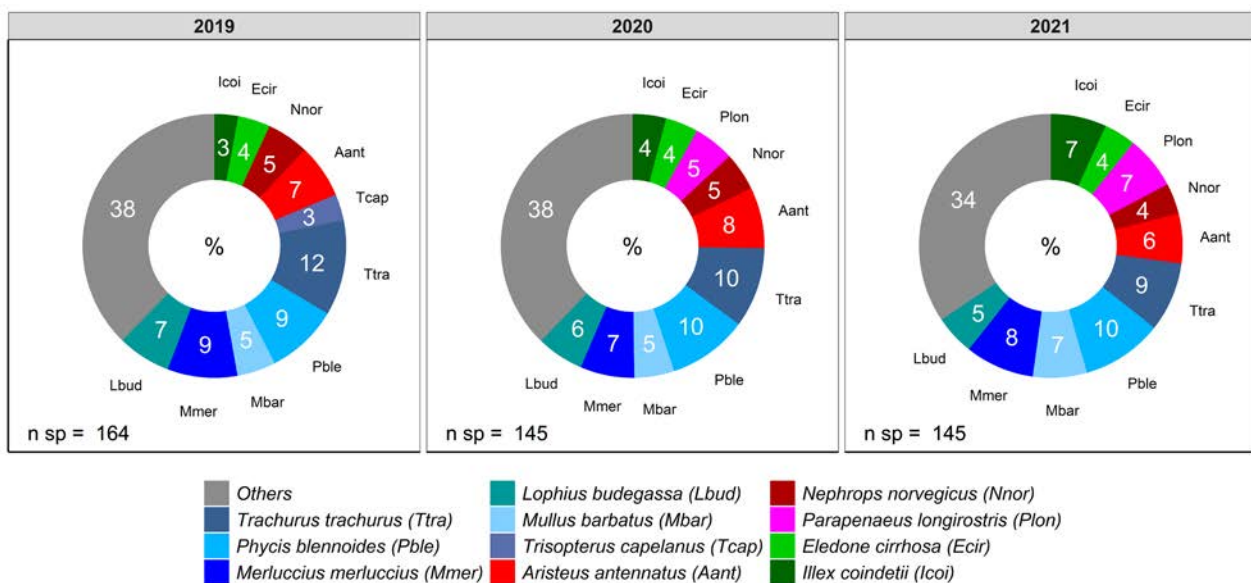 2019
Icoi
Ecir
Nnor
Aant
Tcap
Ttra
Pble
Mbar
Mmer
Lbud
3
4
5
7
3
12
9
5
9
7
38
%
n sp = 164
2020
Icoi
Ecir
Plon
Nnor
Aant
Ttra
Pble
Mbar
Mmer
Lbud
4
4
5
5
8
10
10
5
7
6
38
%
n sp = 145
2021
Icoi
Ecir
Plon
Nnor
Aant
Ttra
Pble
Mbar
Mmer
Lbud
7
4
7
4
6
9
10
7
8
5
34
%
n sp = 145
Others
Trachurus trachurus (Ttra)
Phycis blennoides (Pble)
Merluccius merluccius (Mmer)
Lophius budegassa (Lbud)
Mullus barbatus (Mbar)
Trisopterus capelanus (Tcap)
Aristeus antennatus (Aant)
Nephrops norvegicus (Nnor)
Parapenaeus longirostris (Plon)
Eledone cirrhosa (Ecir)
Illex coindetii (Icoi)